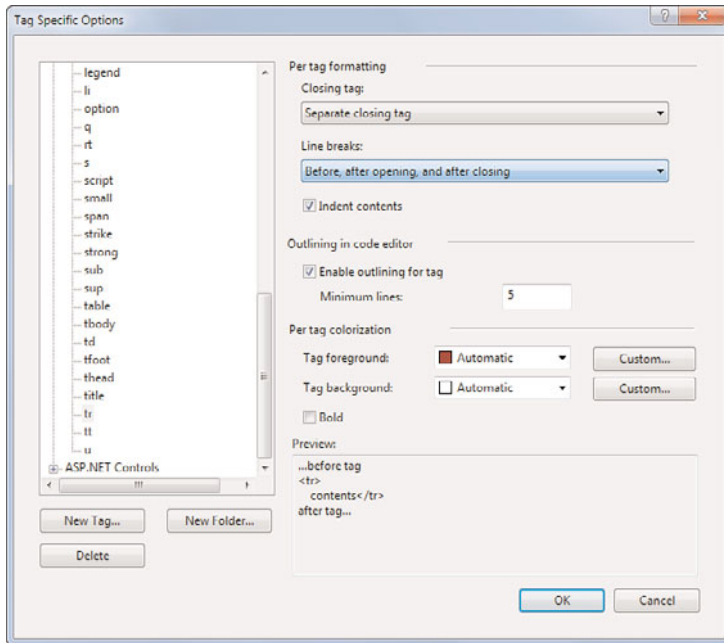 Tag Specific Options
legend
li
option
q
rt
s
script
small
span
strike
strong
sub
sup
table
tbody
td
tfoot
thead
title
tr
tt
u
ASP.NET Controls
New Tag...
New Folder...
Delete
Per tag formatting
Closing tag:
Separate closing tag
Line breaks:
Before, after opening, and after closing
Indent contents
Outlining in code editor
Enable outlining for tag
Minimum lines: 5
Per tag colorization
Tag foreground: Automatic Custom...
Tag background: Automatic Custom...
Bold
Preview:
...before tag
<tr>
contents</tr>
after tag...
OK Cancel